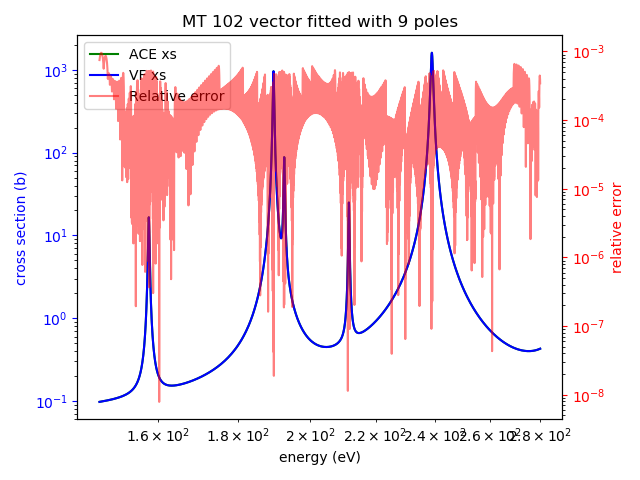 MT 102 vector fitted with 9 poles
ACE xs
VF xs
Relative error
cross section (b)
10³
10²
10¹
10⁰
10⁻¹
10⁻³
10⁻⁴
10⁻⁵
10⁻⁶
10⁻⁷
10⁻⁸
relative error
1.6 × 10² 1.8 × 10² 2 × 10² 2.2 × 10² 2.4 × 10² 2.6 × 10² 2.8 × 10²
energy (eV)